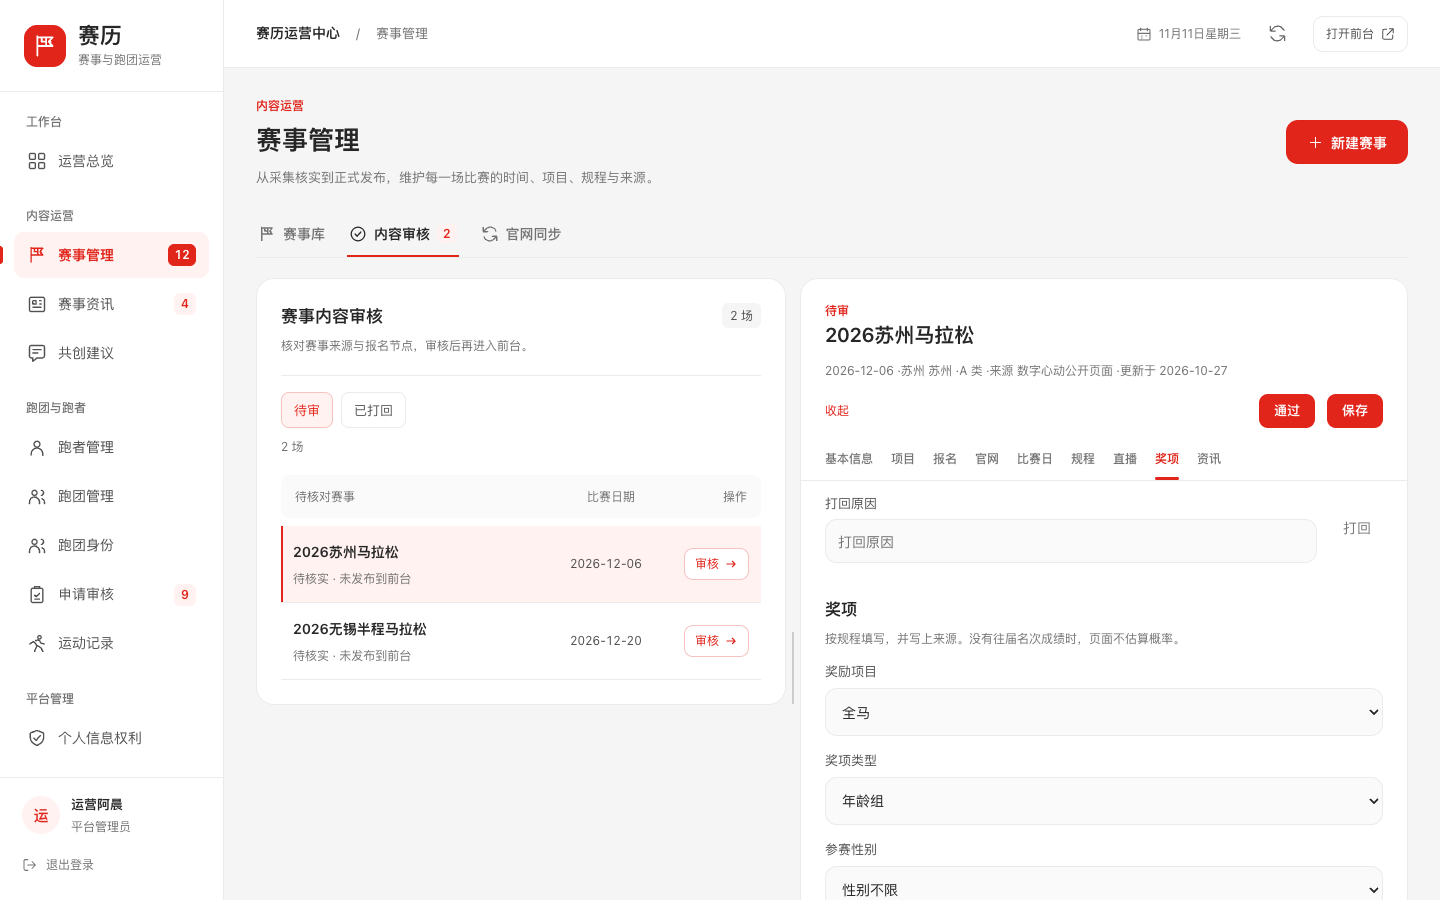 赛历
赛事与跑团运营
工作台
运营总览
内容运营
赛事管理 12
赛事资讯 4
共创建议
跑团与跑者
跑者管理
跑团管理
跑团身份
申请审核 9
运动记录
平台管理
个人信息权利
运
运营阿晨
平台管理员
退出登录
赛历运营中心 / 赛事管理
11月11日星期三
打开前台
内容运营
赛事管理
从采集核实到正式发布，维护每一场比赛的时间、项目、规程与来源。
新建赛事
赛事库 内容审核 2 官网同步
赛事内容审核
2 场
核对赛事来源与报名节点，审核后再进入前台。
待审 已打回
2 场
待核对赛事 比赛日期 操作
2026苏州马拉松
待核实 · 未发布到前台
2026-12-06
审核 →
2026无锡半程马拉松
待核实 · 未发布到前台
2026-12-20
审核 →
待审
2026苏州马拉松
2026-12-06 ·苏州 苏州 ·A 类 ·来源 数字心动公开页面 ·更新于 2026-10-27
收起
通过 保存
基本信息 项目 报名 官网 比赛日 规程 直播 奖项 资讯
打回原因
打回原因
打回
奖项
按规程填写，并写上来源。没有往届名次成绩时，页面不估算概率。
奖励项目
全马
奖项类型
年龄组
参赛性别
性别不限